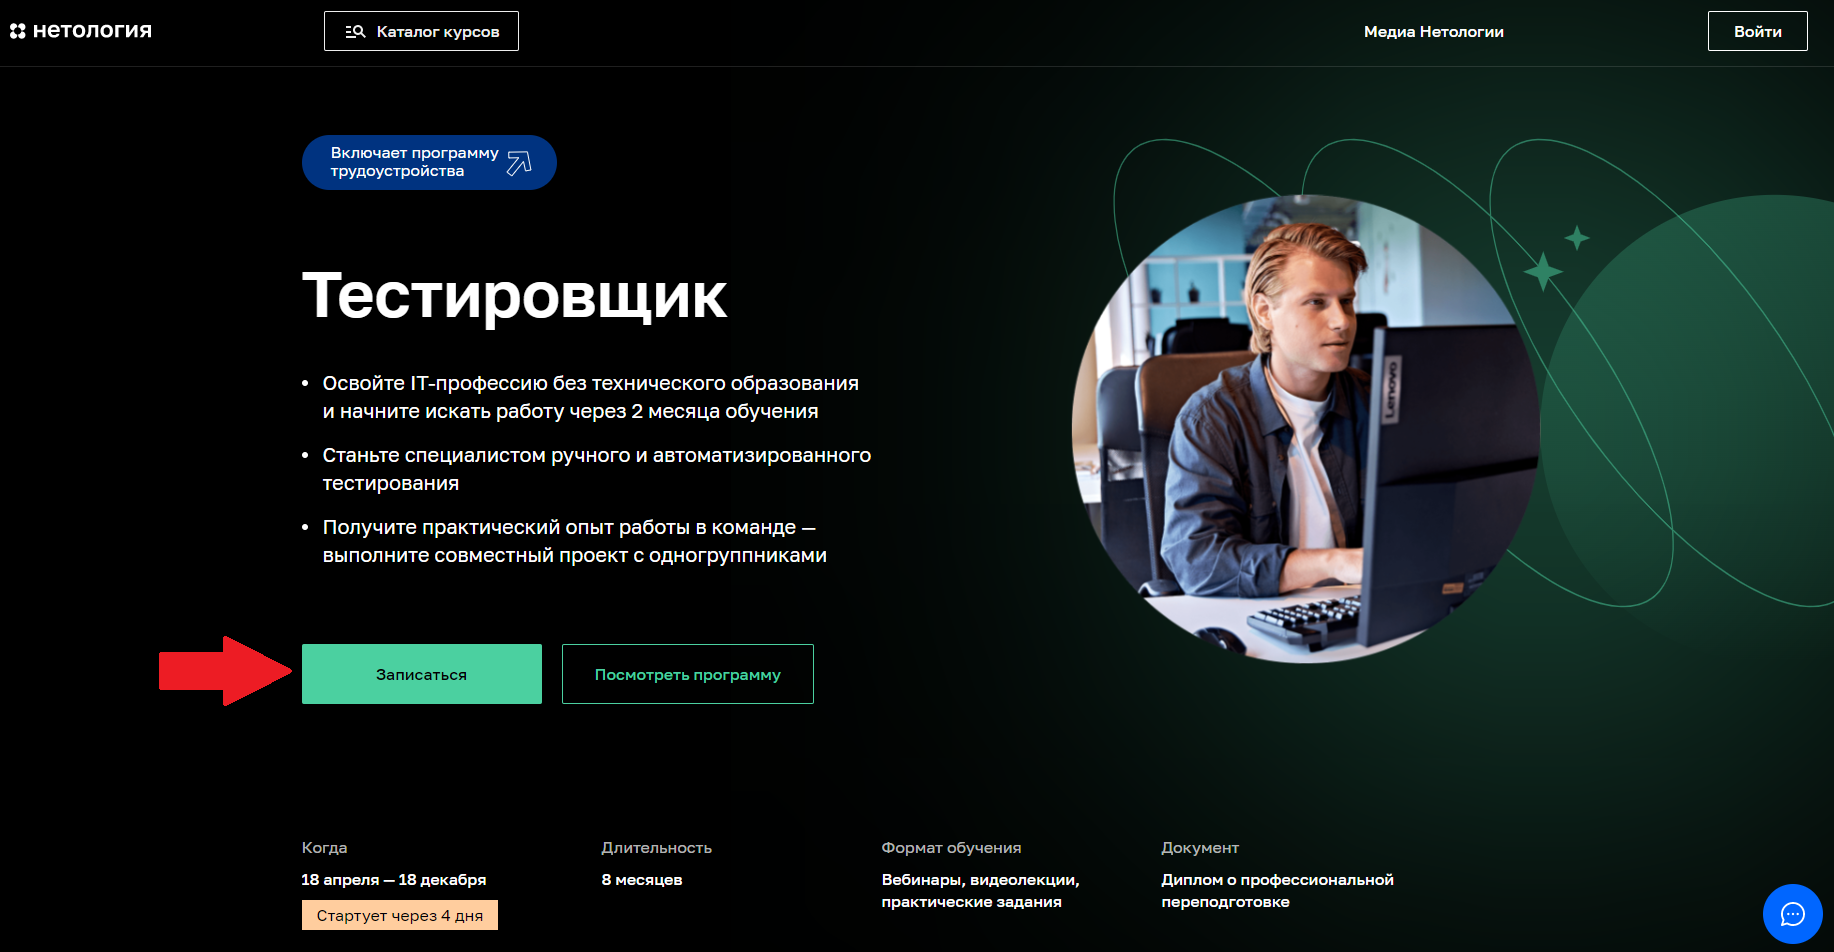 нетология
Каталог курсов
Медиа Нетологии
Войти
Включает программу
трудоустройства
Тестировщик
• Освойте IT-профессию без технического образования
и начните искать работу через 2 месяца обучения
• Станьте специалистом ручного и автоматизированного
тестирования
• Получите практический опыт работы в команде —
выполните совместный проект с одногруппниками
Lenovo
Записаться
Посмотреть программу
Когда
18 апреля — 18 декабря
Стартует через 4 дня
Длительность
8 месяцев
Формат обучения
Вебинары, видеолекции,
практические задания
Документ
Диплом о профессиональной
переподготовке